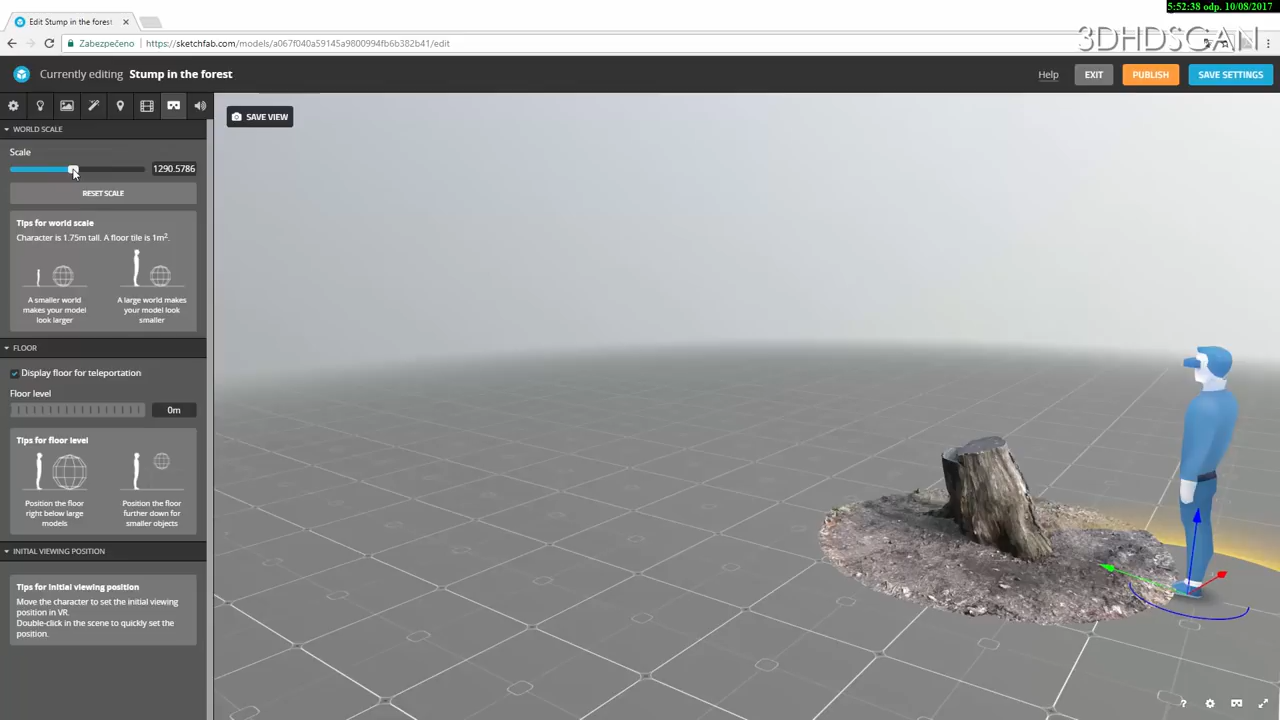 5:52:38 odp. 10/08/2017
Edit Stump in the forest
Zabezpečeno
https://sketchfab.com/models/a067f040a59145a9800994fb6b382b41/edit
3DHDSCAN
Currently editing Stump in the forest
Help
EXIT
PUBLISH
SAVE SETTINGS
SAVE VIEW
WORLD SCALE
Scale
1290.5786
RESET SCALE
Tips for world scale
Character is 1.75m tall. A floor tile is 1m².
A smaller world
makes your model
look larger
A large world makes
your model look
smaller
FLOOR
Display floor for teleportation
Floor level
0m
Tips for floor level
Position the floor
right below large
models
Position the floor
further down for
smaller objects
INITIAL VIEWING POSITION
Tips for initial viewing position
Move the character to set the initial viewing
position in VR.
Double-click in the scene to quickly set the
position.